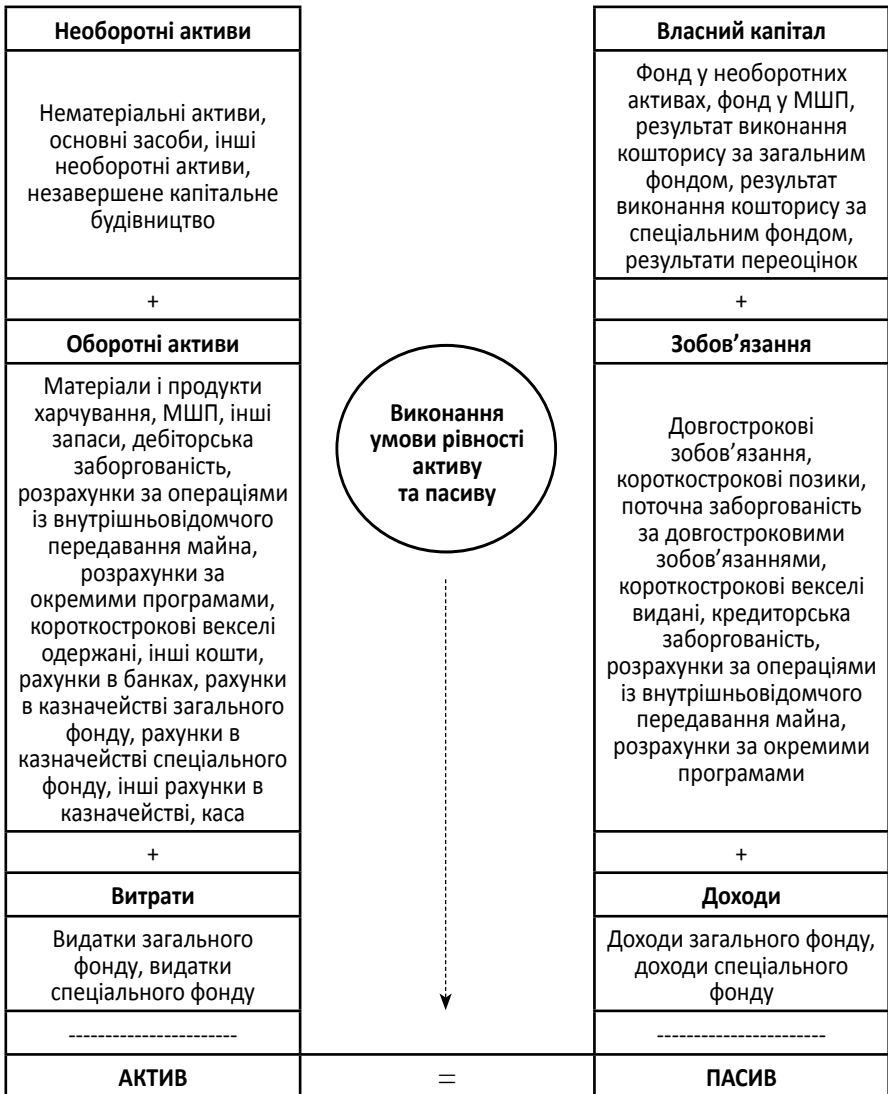 Необоротні активи
Нематеріальні активи,
основні засоби, інші
необоротні активи,
незавершене капітальне
будівництво
+
Оборотні активи
Матеріали і продукти
харчування, МШП, інші
запаси, дебіторська
заборгованість,
розрахунки за операціями
із внутрішньовідомчого
передавання майна,
розрахунки за
окремими програмами,
короткострокові векселі
одержані, інші кошти,
рахунки в банках, рахунки
в казначействі загального
фонду, рахунки в
казначействі спеціального
фонду, інші рахунки в
казначействі, каса
+
Витрати
Видатки загального
фонду, видатки
спеціального фонду
-----------------------
АКТИВ
Виконання
умови рівності
активу
та пасиву
=
Власний капітал
Фонд у необоротних
активах, фонд у МШП,
результат виконання
кошторису за загальним
фондом, результат
виконання кошторису за
спеціальним фондом,
результати переоцінок
+
Зобов’язання
Довгострокові
зобов’язання,
короткострокові позики,
поточна заборгованість
за довгостроковими
зобов’язаннями,
короткострокові векселі
видані, кредиторська
заборгованість,
розрахунки за операціями
із внутрішньовідомчого
передавання майна,
розрахунки за окремими
програмами
+
Доходи
Доходи загального фонду,
доходи спеціального
фонду
-----------------------
ПАСИВ